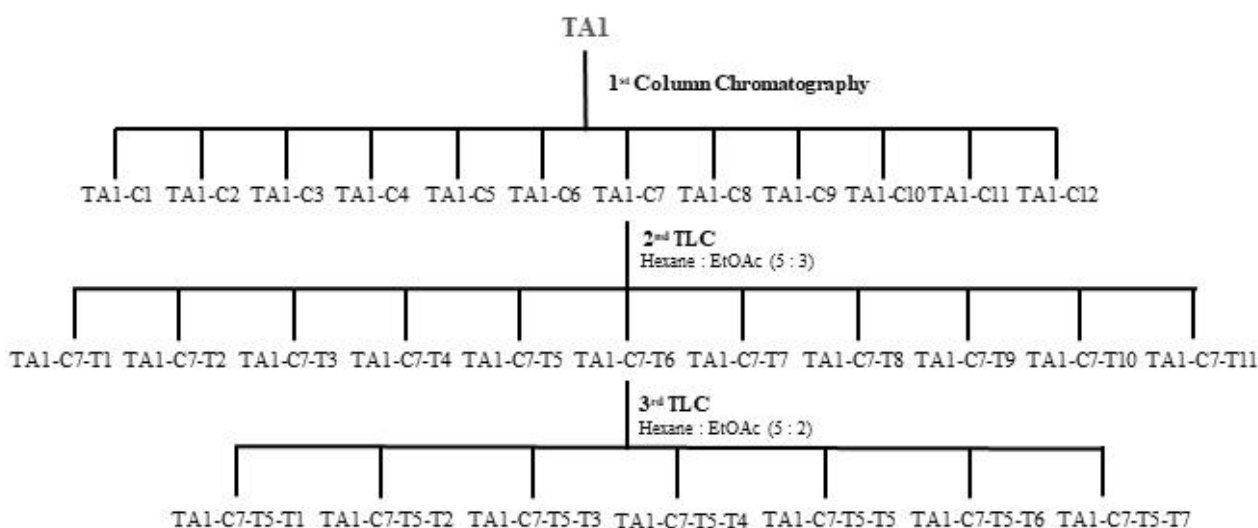 TA1
1st Column Chromatography
TA1-C1 TA1-C2 TA1-C3 TA1-C4 TA1-C5 TA1-C6 TA1-C7 TA1-C8 TA1-C9 TA1-C10 TA1-C11 TA1-C12
2nd TLC
Hexane : EtOAc (5 : 3)
TA1-C7-T1 TA1-C7-T2 TA1-C7-T3 TA1-C7-T4 TA1-C7-T5 TA1-C7-T6 TA1-C7-T7 TA1-C7-T8 TA1-C7-T9 TA1-C7-T10 TA1-C7-T11
3rd TLC
Hexane : EtOAc (5 : 2)
TA1-C7-T5-T1 TA1-C7-T5-T2 TA1-C7-T5-T3 TA1-C7-T5-T4 TA1-C7-T5-T5 TA1-C7-T5-T6 TA1-C7-T5-T7